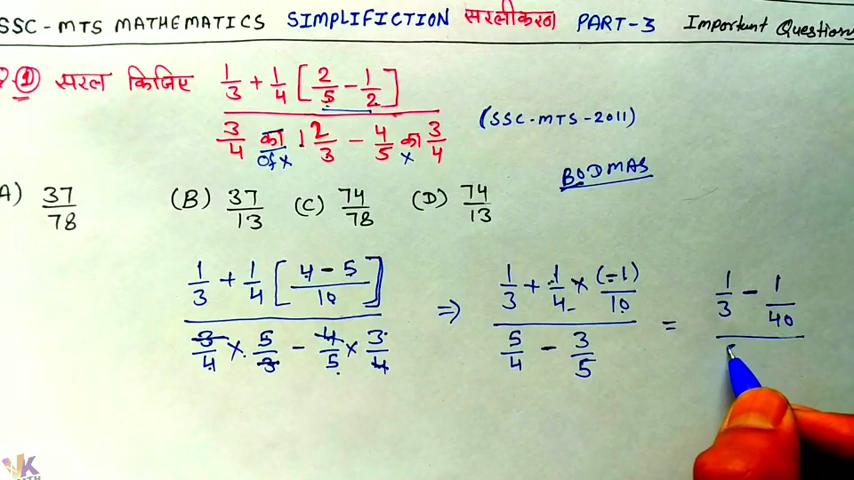 SSC-MTS MATHEMATICS SIMPLIFICTION सरलीकरण PART-3 Important Questions
Q.① सरल किजिए 1/3 + 1/4 [2/5 - 1/2]
3/4 का 1 2/3 - 4/5 का 3/4 (SSC-MTS-2011)
of x x BODMAS
A) 37/78 (B) 37/13 (C) 74/78 (D) 74/13
1/3 + 1/4 [(4-5)/10] 1/3 + 1/4 × (-1)/10 1/3 - 1/40
⇒ =
3/4 × 5/3 - 4/5 × 3/4 5/4 - 3/5
VK